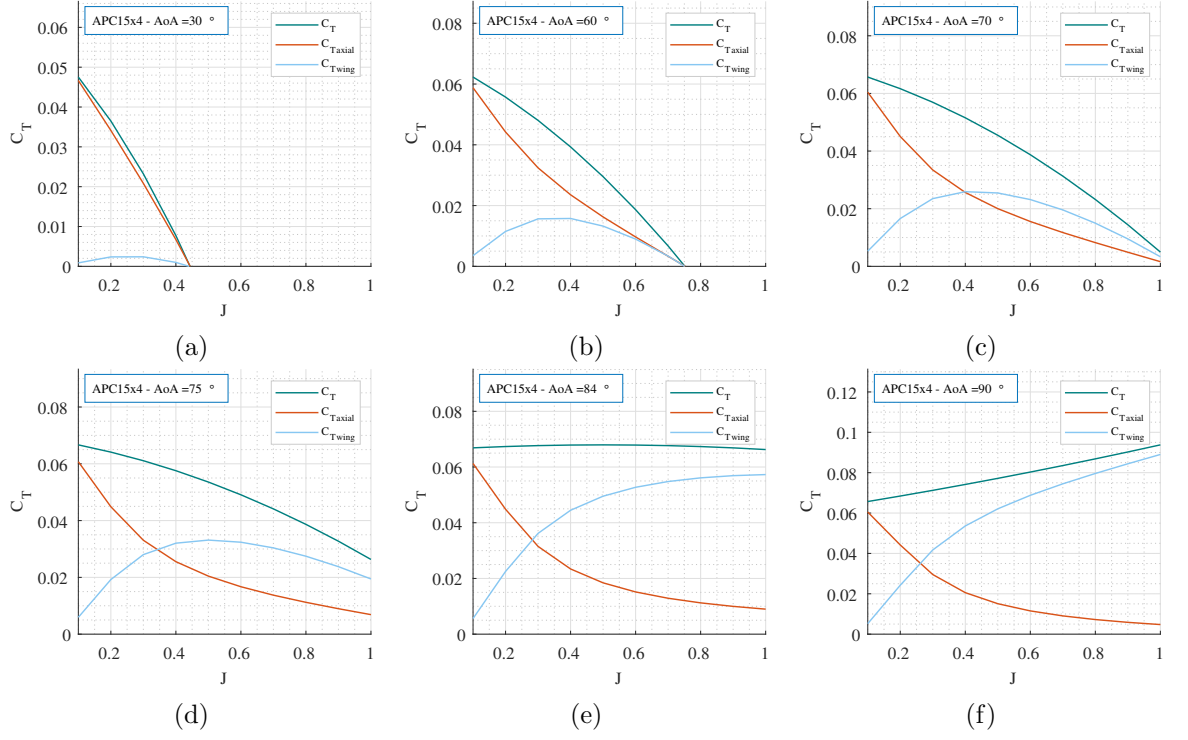 APC15x4 - AoA =30 °
C_T
C_Taxial
C_Twing
0.06
0.05
0.04
0.03
0.02
0.01
0
C_T
0.2 0.4 0.6 0.8 1
J
(a)
APC15x4 - AoA =60 °
C_T
C_Taxial
C_Twing
0.08
0.06
0.04
0.02
0
C_T
0.2 0.4 0.6 0.8 1
J
(b)
APC15x4 - AoA =70 °
C_T
C_Taxial
C_Twing
0.08
0.06
0.04
0.02
0
C_T
0.2 0.4 0.6 0.8 1
J
(c)
APC15x4 - AoA =75 °
C_T
C_Taxial
C_Twing
0.08
0.06
0.04
0.02
0
C_T
0.2 0.4 0.6 0.8 1
J
(d)
APC15x4 - AoA =84 °
C_T
C_Taxial
C_Twing
0.08
0.06
0.04
0.02
0
C_T
0.2 0.4 0.6 0.8 1
J
(e)
APC15x4 - AoA =90 °
C_T
C_Taxial
C_Twing
0.12
0.1
0.08
0.06
0.04
0.02
0
C_T
0.2 0.4 0.6 0.8 1
J
(f)